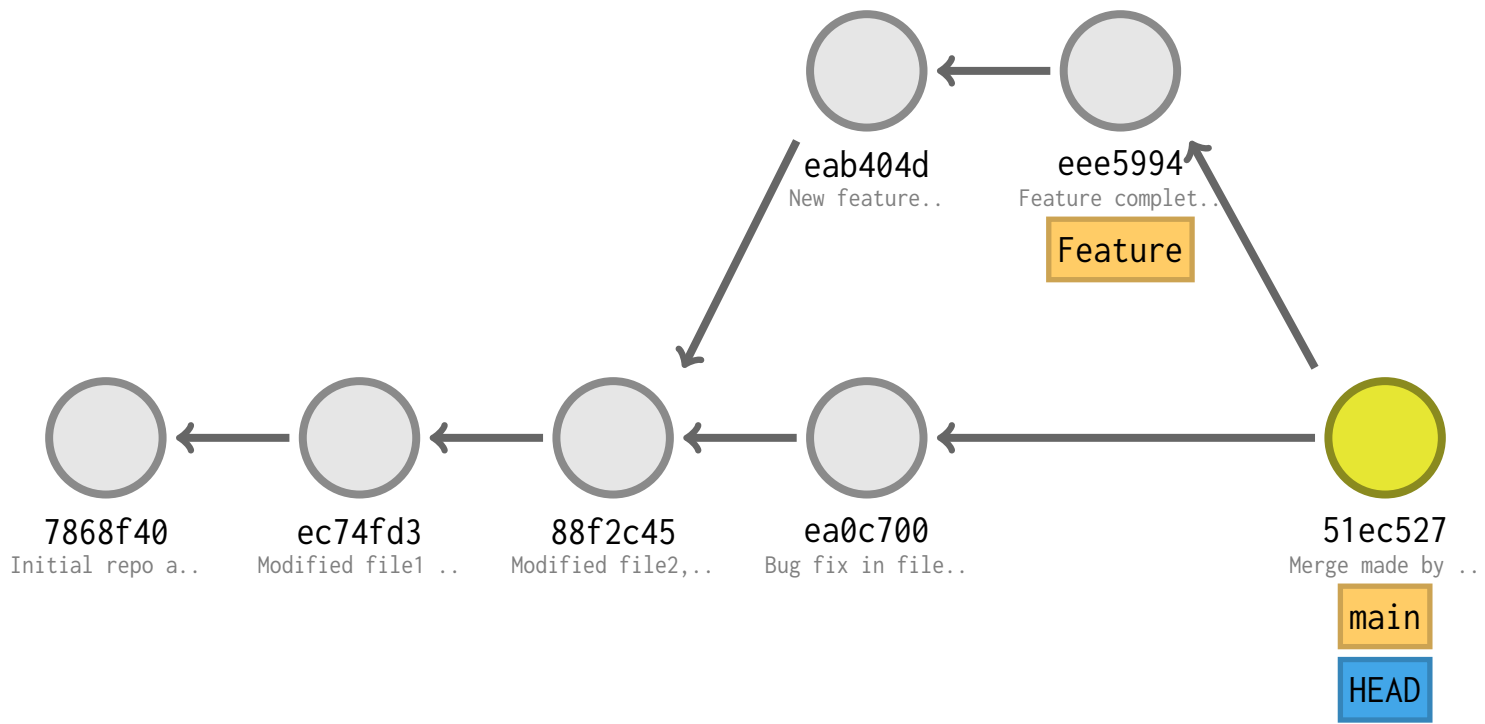 eab404d
New feature..
eee5994
Feature complet..
Feature
7868f40
Initial repo a..
ec74fd3
Modified file1 ..
88f2c45
Modified file2,..
ea0c700
Bug fix in file..
51ec527
Merge made by ..
main
HEAD